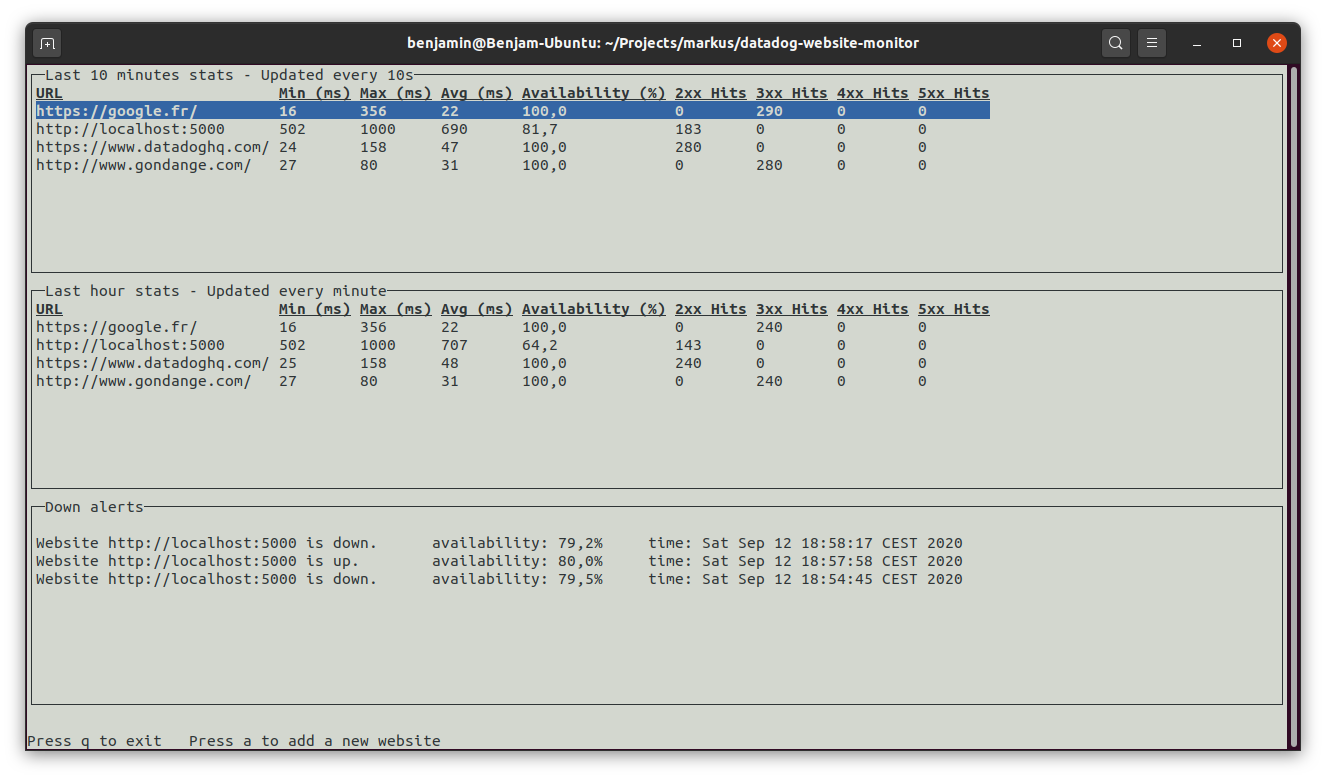 benjamin@Benjam-Ubuntu: ~/Projects/markus/datadog-website-monitor
Last 10 minutes stats - Updated every 10s
URL Min (ms) Max (ms) Avg (ms) Availability (%) 2xx Hits 3xx Hits 4xx Hits 5xx Hits
https://google.fr/ 16 356 22 100,0 0 290 0 0
http://localhost:5000 502 1000 690 81,7 183 0 0 0
https://www.datadoghq.com/ 24 158 47 100,0 280 0 0 0
http://www.gondange.com/ 27 80 31 100,0 0 280 0 0
Last hour stats - Updated every minute
URL Min (ms) Max (ms) Avg (ms) Availability (%) 2xx Hits 3xx Hits 4xx Hits 5xx Hits
https://google.fr/ 16 356 22 100,0 0 240 0 0
http://localhost:5000 502 1000 707 64,2 143 0 0 0
https://www.datadoghq.com/ 25 158 48 100,0 240 0 0 0
http://www.gondange.com/ 27 80 31 100,0 0 240 0 0
Down alerts
Website http://localhost:5000 is down. availability: 79,2% time: Sat Sep 12 18:58:17 CEST 2020
Website http://localhost:5000 is up. availability: 80,0% time: Sat Sep 12 18:57:58 CEST 2020
Website http://localhost:5000 is down. availability: 79,5% time: Sat Sep 12 18:54:45 CEST 2020
Press q to exit Press a to add a new website